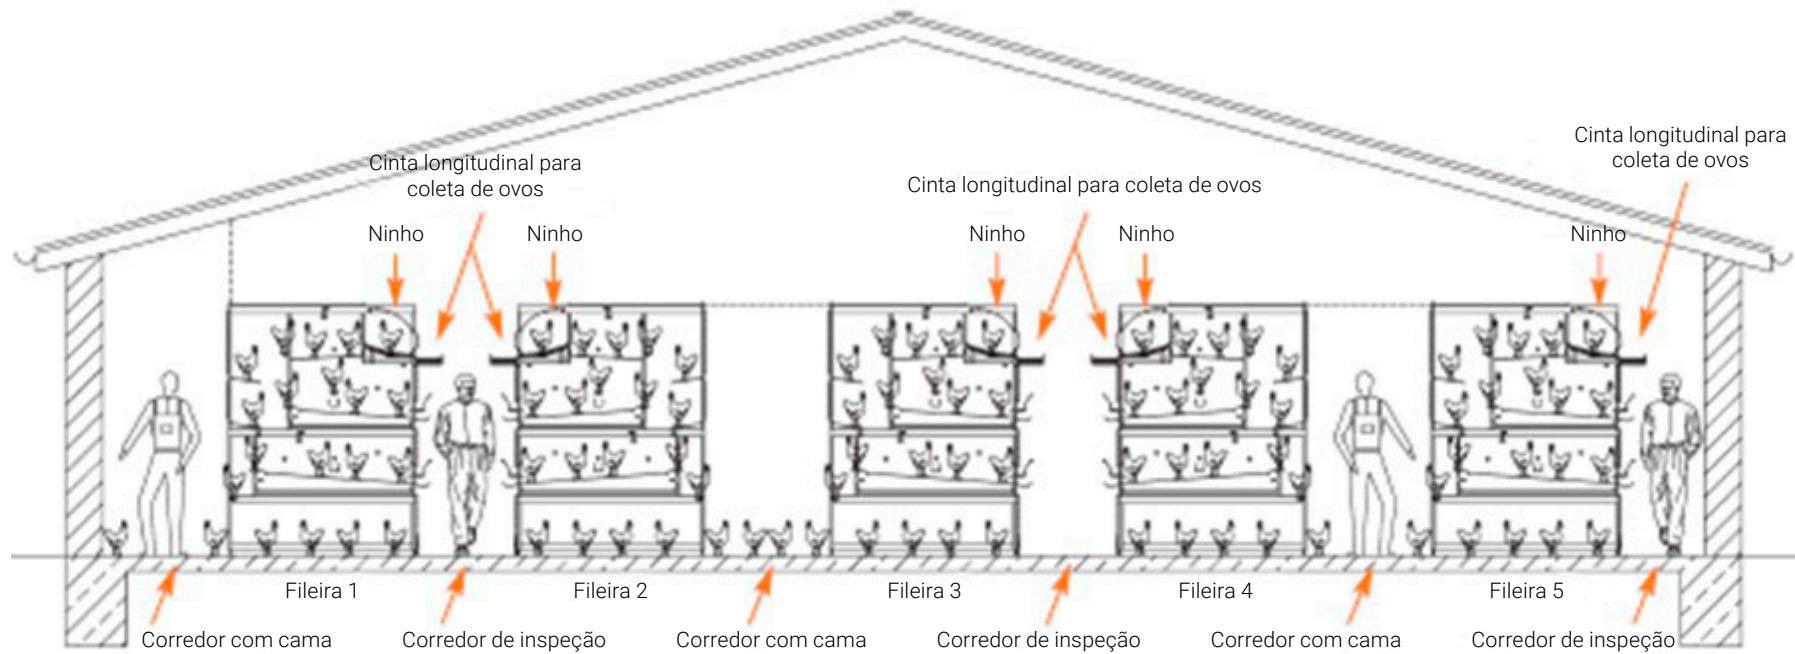 Cinta longitudinal para
coleta de ovos
Cinta longitudinal para coleta de ovos
Cinta longitudinal para
coleta de ovos
Ninho
Ninho
Ninho
Ninho
Ninho
Fileira 1
Fileira 2
Fileira 3
Fileira 4
Fileira 5
Corredor com cama
Corredor de inspeção
Corredor com cama
Corredor de inspeção
Corredor com cama
Corredor de inspeção